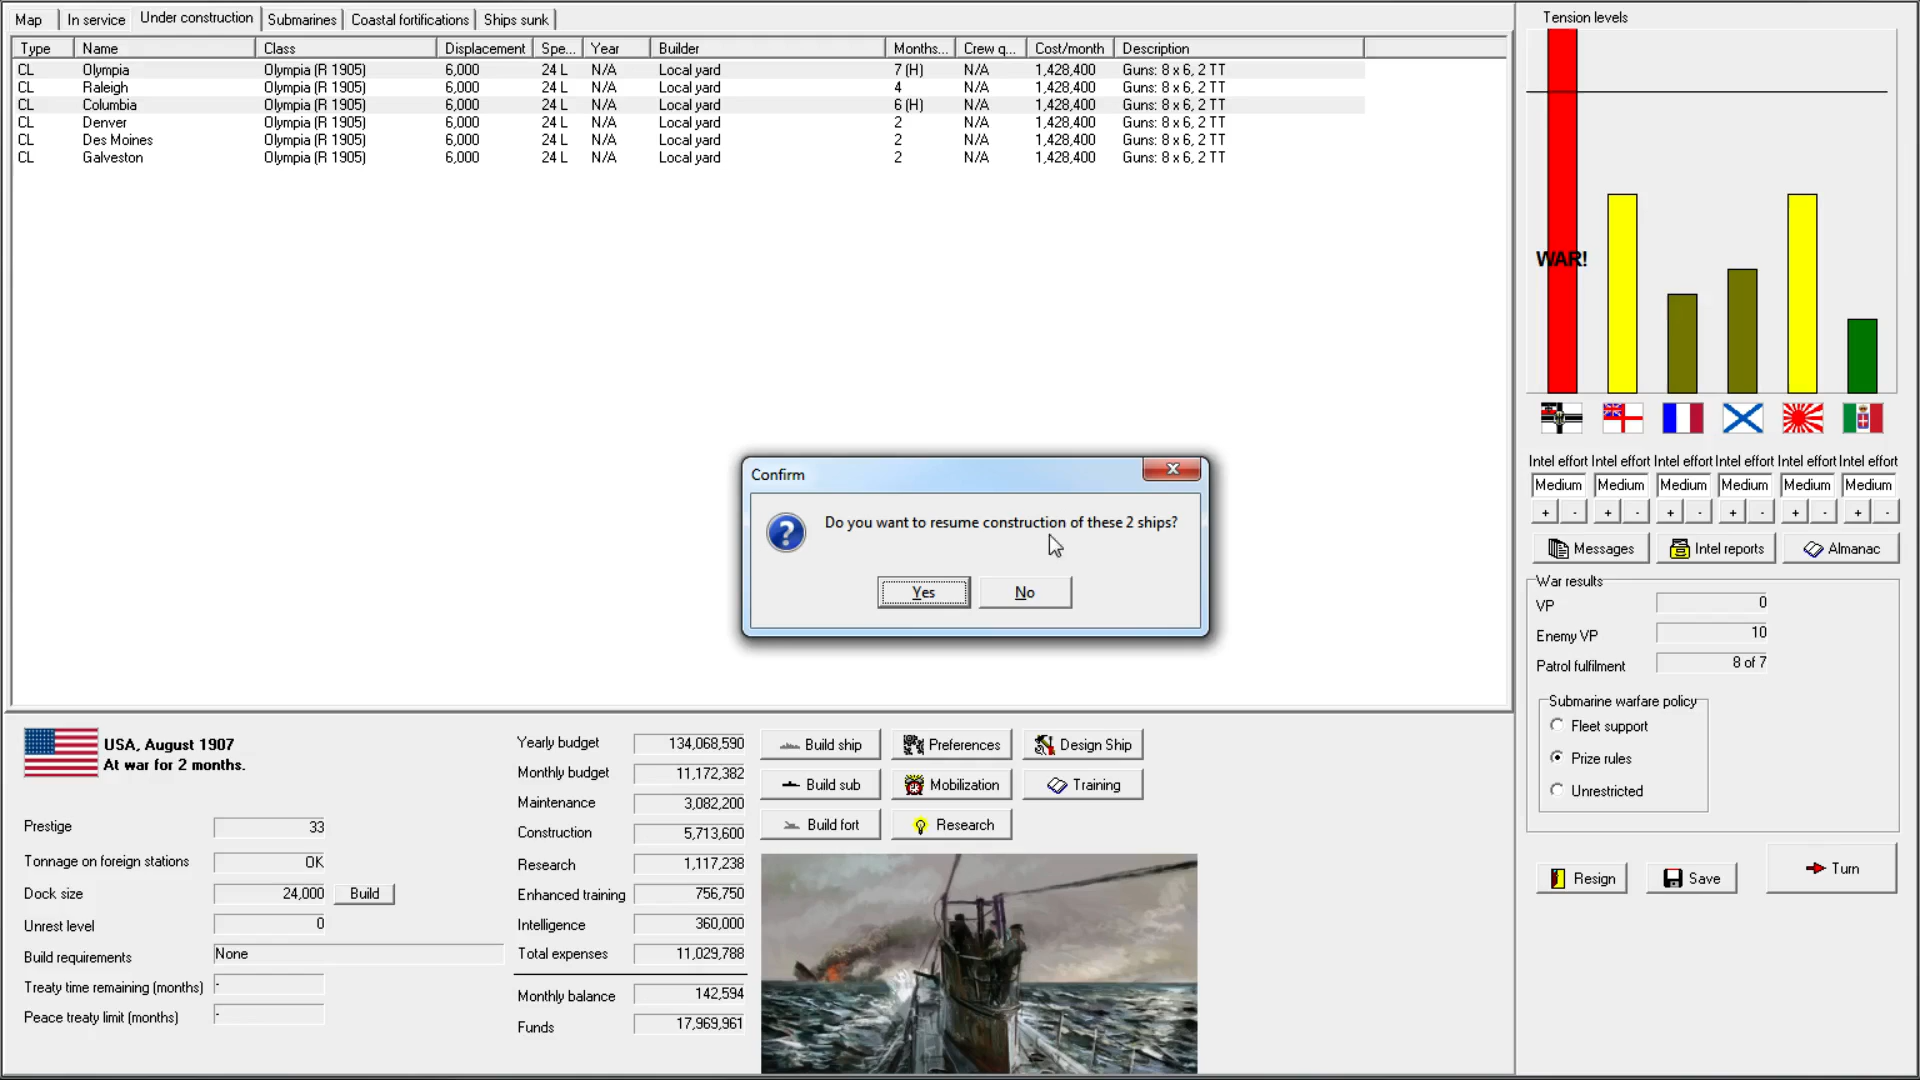 Map In service Under construction Submarines Coastal fortifications Ships sunk
Type Name Class Displacement Spe... Year Builder Months... Crew q... Cost/month Description
CL Olympia Olympia (R 1905) 6,000 24 L N/A Local yard 7 (H) N/A 1,428,400 Guns: 8 x 6, 2 TT
CL Raleigh Olympia (R 1905) 6,000 24 L N/A Local yard 4 N/A 1,428,400 Guns: 8 x 6, 2 TT
CL Columbia Olympia (R 1905) 6,000 24 L N/A Local yard 6 (H) N/A 1,428,400 Guns: 8 x 6, 2 TT
CL Denver Olympia (R 1905) 6,000 24 L N/A Local yard 2 N/A 1,428,400 Guns: 8 x 6, 2 TT
CL Des Moines Olympia (R 1905) 6,000 24 L N/A Local yard 2 N/A 1,428,400 Guns: 8 x 6, 2 TT
CL Galveston Olympia (R 1905) 6,000 24 L N/A Local yard 2 N/A 1,428,400 Guns: 8 x 6, 2 TT
Confirm
Do you want to resume construction of these 2 ships?
Yes No
Tension levels
WAR!
Intel effort Intel effort Intel effort Intel effort Intel effort Intel effort
Medium Medium Medium Medium Medium Medium
+ - + - + - + - + - + -
Messages Intel reports Almanac
War results
VP 0
Enemy VP 10
Patrol fulfilment 8 of 7
Submarine warfare policy
Fleet support
Prize rules
Unrestricted
Resign Save Turn
USA, August 1907
At war for 2 months.
Prestige 33
Tonnage on foreign stations OK
Dock size 24,000 Build
Unrest level 0
Build requirements None
Treaty time remaining (months) -
Peace treaty limit (months) -
Yearly budget 134,068,590
Monthly budget 11,172,382
Maintenance 3,082,200
Construction 5,713,600
Research 1,117,238
Enhanced training 756,750
Intelligence 360,000
Total expenses 11,029,788
Monthly balance 142,594
Funds 17,969,961
Build ship Preferences Design Ship
Build sub Mobilization Training
Build fort Research